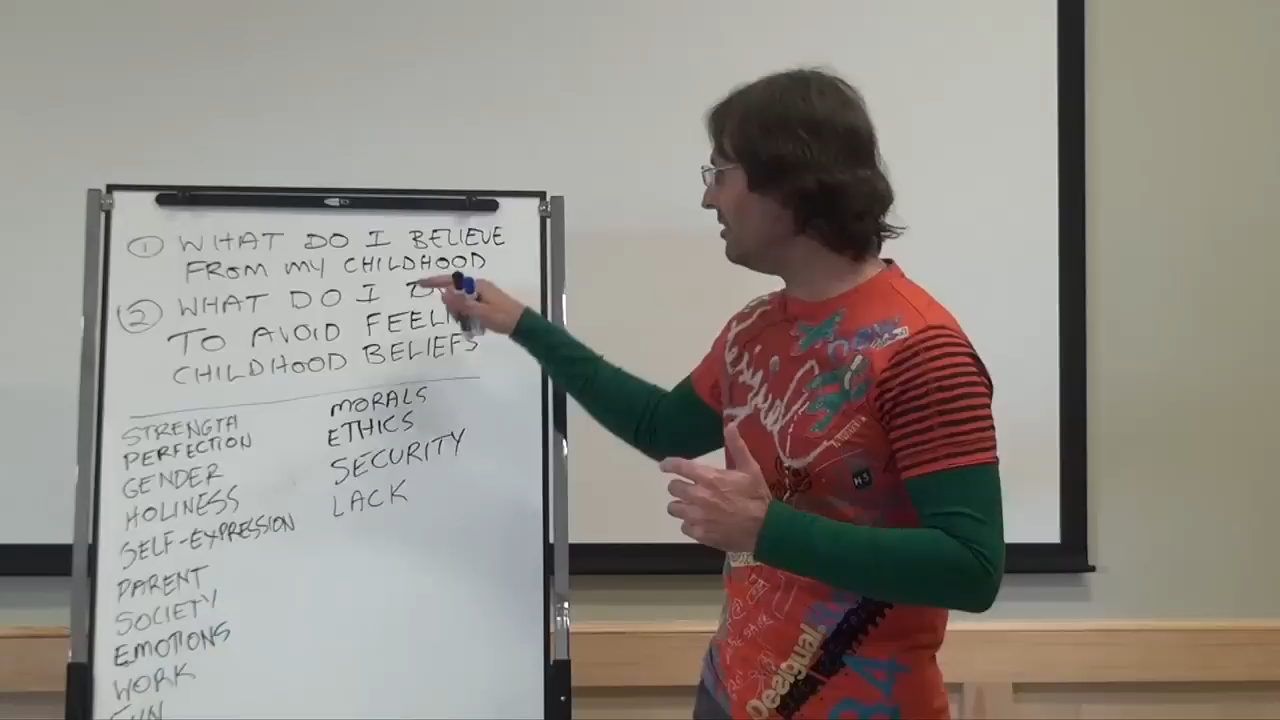 ① WHAT DO I BELIEVE
FROM MY CHILDHOOD
② WHAT DO I
TO AVOID
CHILDHOOD BELIEFS
STRENGTH
PERFECTION
GENDER
HOLINESS
SELF-EXPRESSION
PARENT
SOCIETY
EMOTIONS
WORK
MORALS
ETHICS
SECURITY
LACK
Desigual